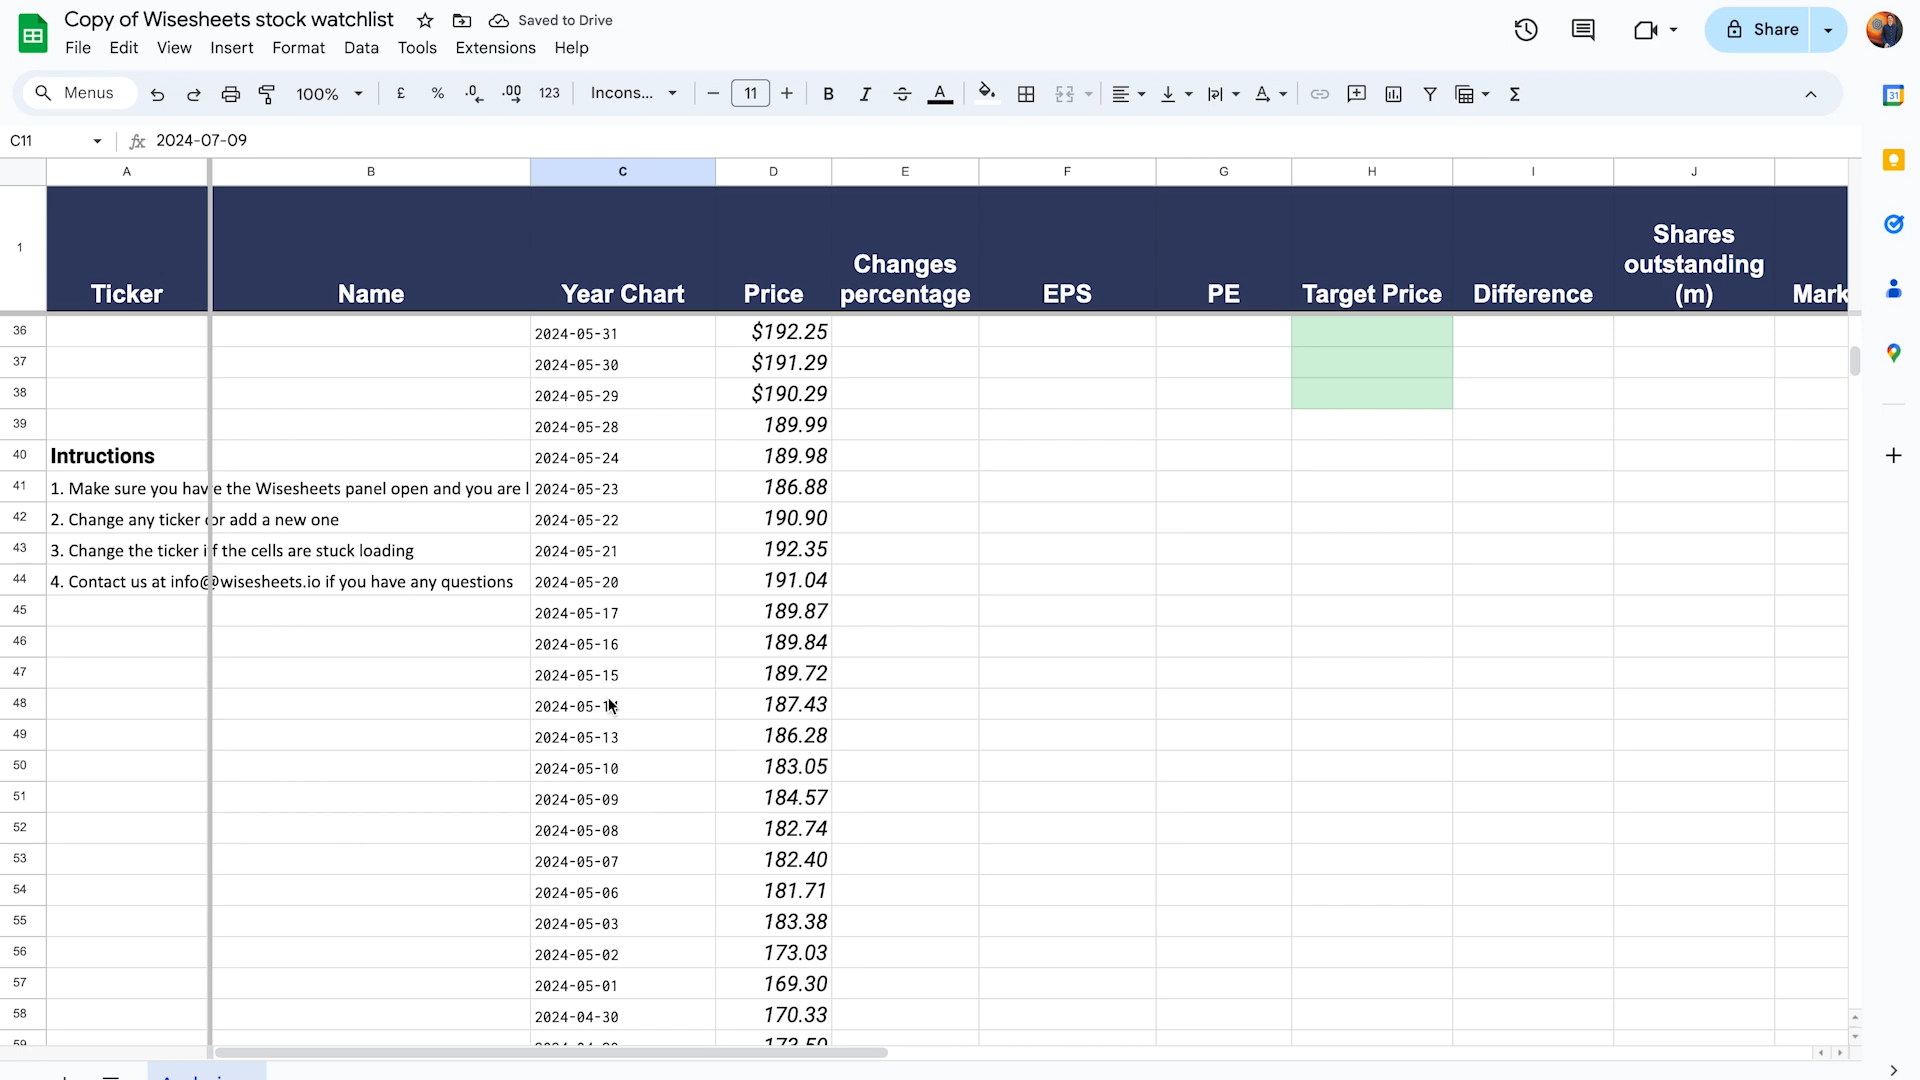 Copy of Wisesheets stock watchlist Saved to Drive
File Edit View Insert Format Data Tools Extensions Help
Share
Menus 100% £ % .0 .00 123 Incons... 11 B I S A Σ
C11 fx 2024-07-09
A B C D E F G H I J
1 Ticker Name Year Chart Price Changes percentage EPS PE Target Price Difference Shares outstanding (m) Mark
36 2024-05-31 $192.25
37 2024-05-30 $191.29
38 2024-05-29 $190.29
39 2024-05-28 189.99
40 Intructions 2024-05-24 189.98
41 1. Make sure you have the Wisesheets panel open and you are l 2024-05-23 186.88
42 2. Change any ticker or add a new one 2024-05-22 190.90
43 3. Change the ticker if the cells are stuck loading 2024-05-21 192.35
44 4. Contact us at info@wisesheets.io if you have any questions 2024-05-20 191.04
45 2024-05-17 189.87
46 2024-05-16 189.84
47 2024-05-15 189.72
48 187.43
49 2024-05-13 186.28
50 2024-05-10 183.05
51 2024-05-09 184.57
52 2024-05-08 182.74
53 2024-05-07 182.40
54 2024-05-06 181.71
55 2024-05-03 183.38
56 2024-05-02 173.03
57 2024-05-01 169.30
58 2024-04-30 170.33
59 173.50